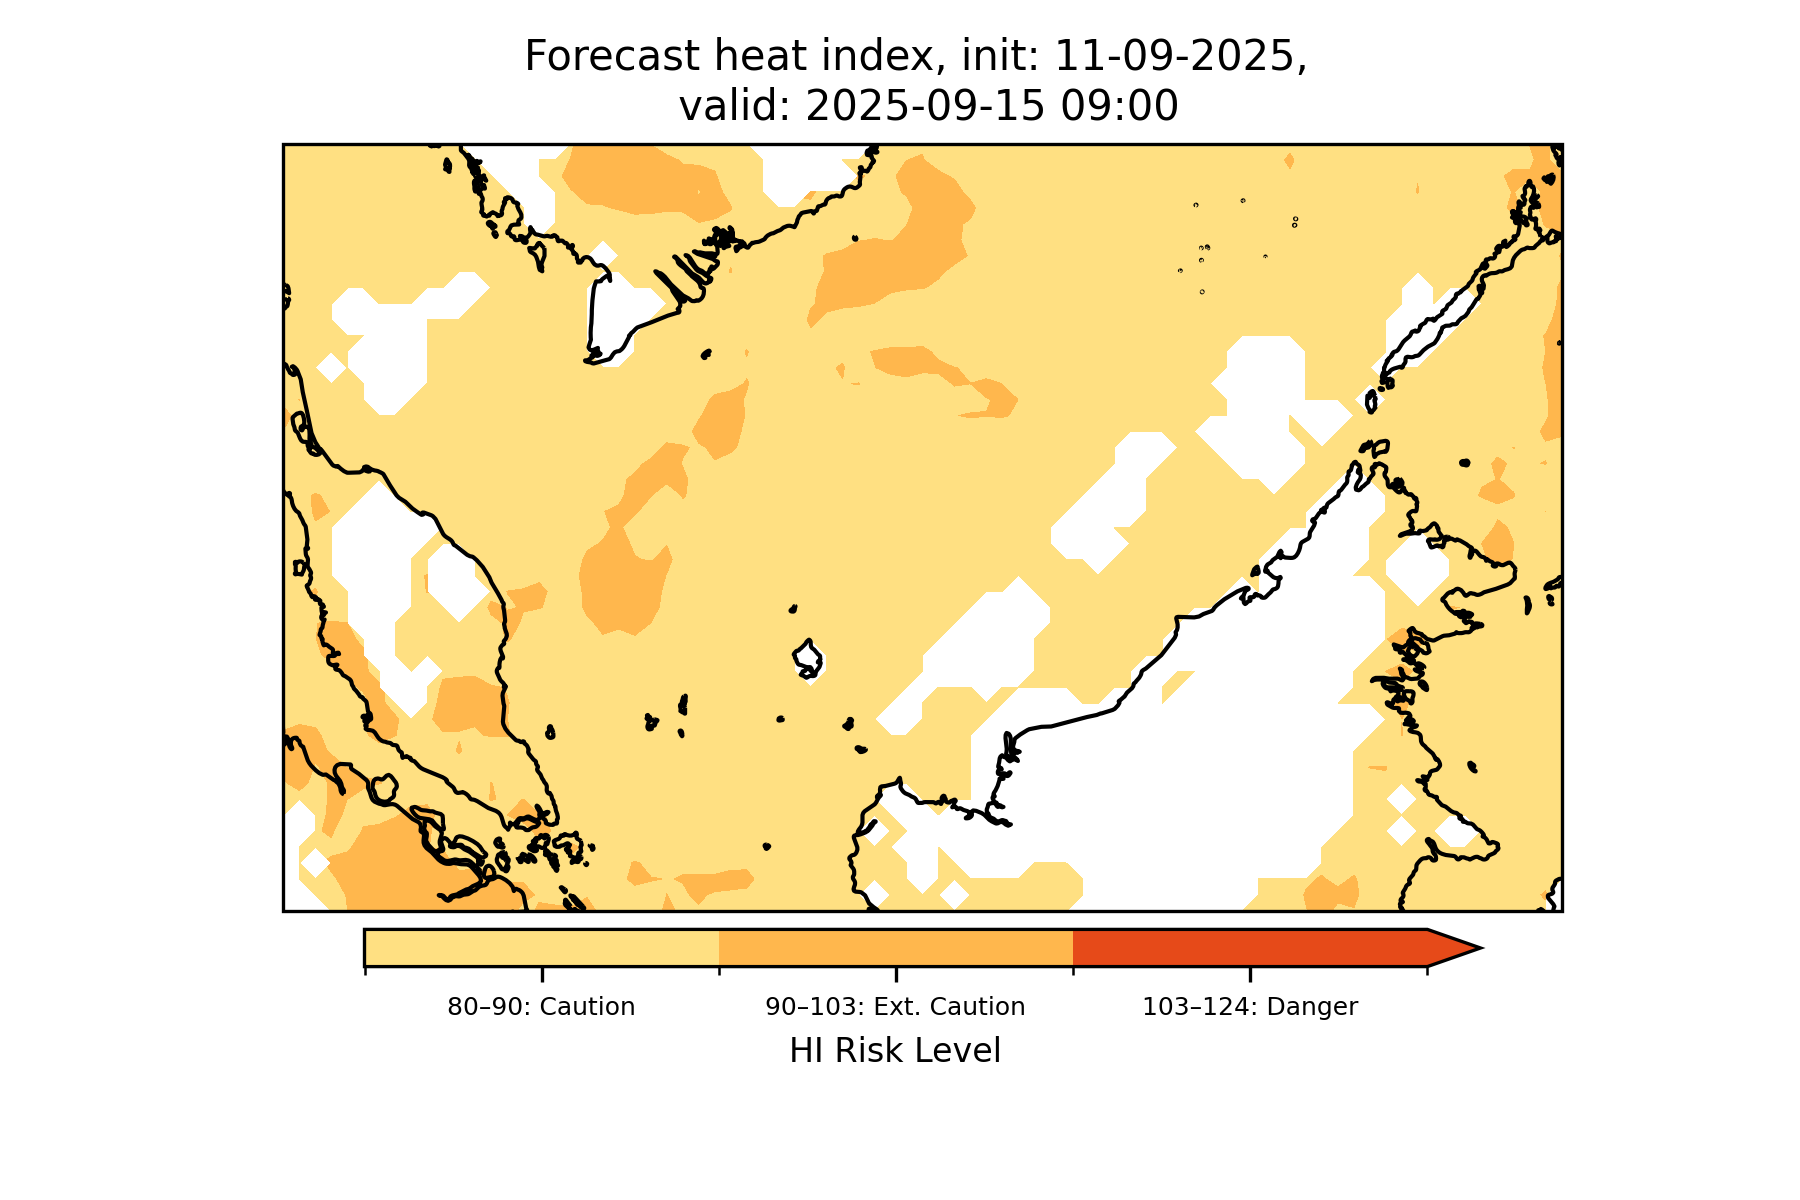 Forecast heat index, init: 11-09-2025,
valid: 2025-09-15 09:00
80–90: Caution
90–103: Ext. Caution
103–124: Danger
HI Risk Level